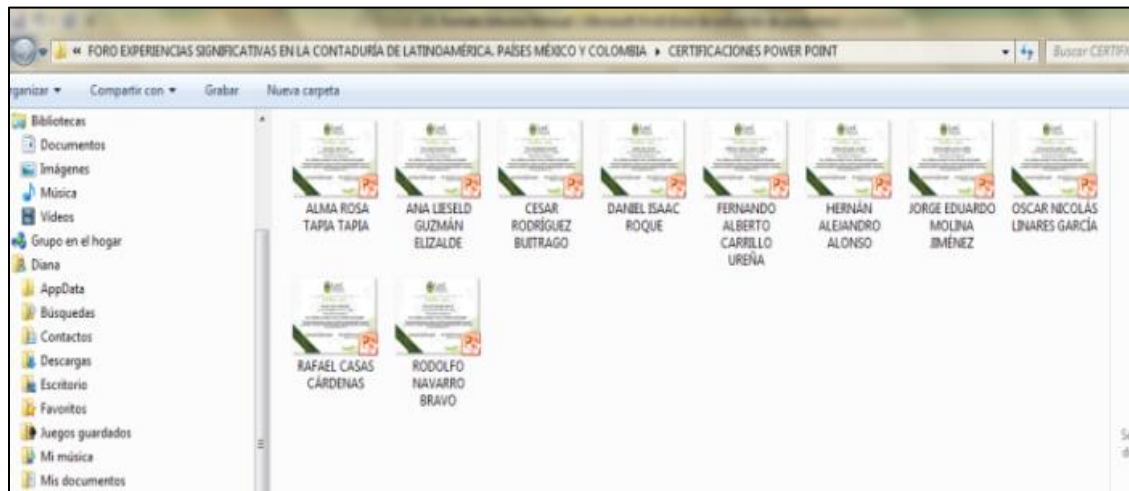 « FORO EXPERIENCIAS SIGNIFICATIVAS EN LA CONTADURÍA DE LATINOAMÉRICA. PAÍSES MÉXICO Y COLOMBIA ▸ CERTIFICACIONES POWER POINT
Buscar CERTIFI
rganizar Compartir con Grabar Nueva carpeta
Bibliotecas
Documentos
Imágenes
Música
Vídeos
Grupo en el hogar
Diana
AppData
Búsquedas
Contactos
Descargas
Escritorio
Favoritos
Juegos guardados
Mi música
Mis documentos
ALMA ROSA
TAPIA TAPIA
ANA LIESELD
GUZMÁN
ELIZALDE
CESAR
RODRÍGUEZ
BUITRAGO
DANIEL ISAAC
ROQUE
FERNANDO
ALBERTO
CARRILLO
UREÑA
HERNÁN
ALEJANDRO
ALONSO
JORGE EDUARDO
MOLINA
JIMÉNEZ
OSCAR NICOLÁS
LINARES GARCÍA
RAFAEL CASAS
CÁRDENAS
RODOLFO
NAVARRO
BRAVO